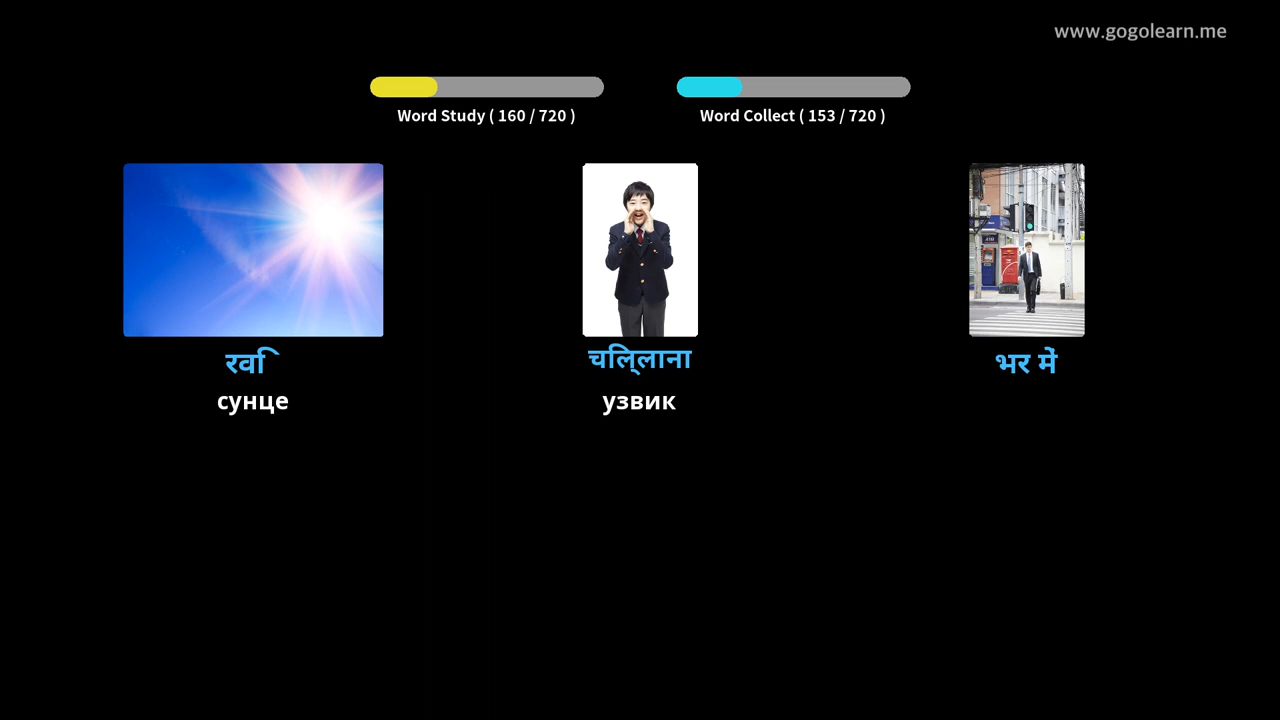 www.gogolearn.me
Word Study ( 160 / 720 )
Word Collect ( 153 / 720 )
रवि
сунце
चिल्लाना
узвик
भर में